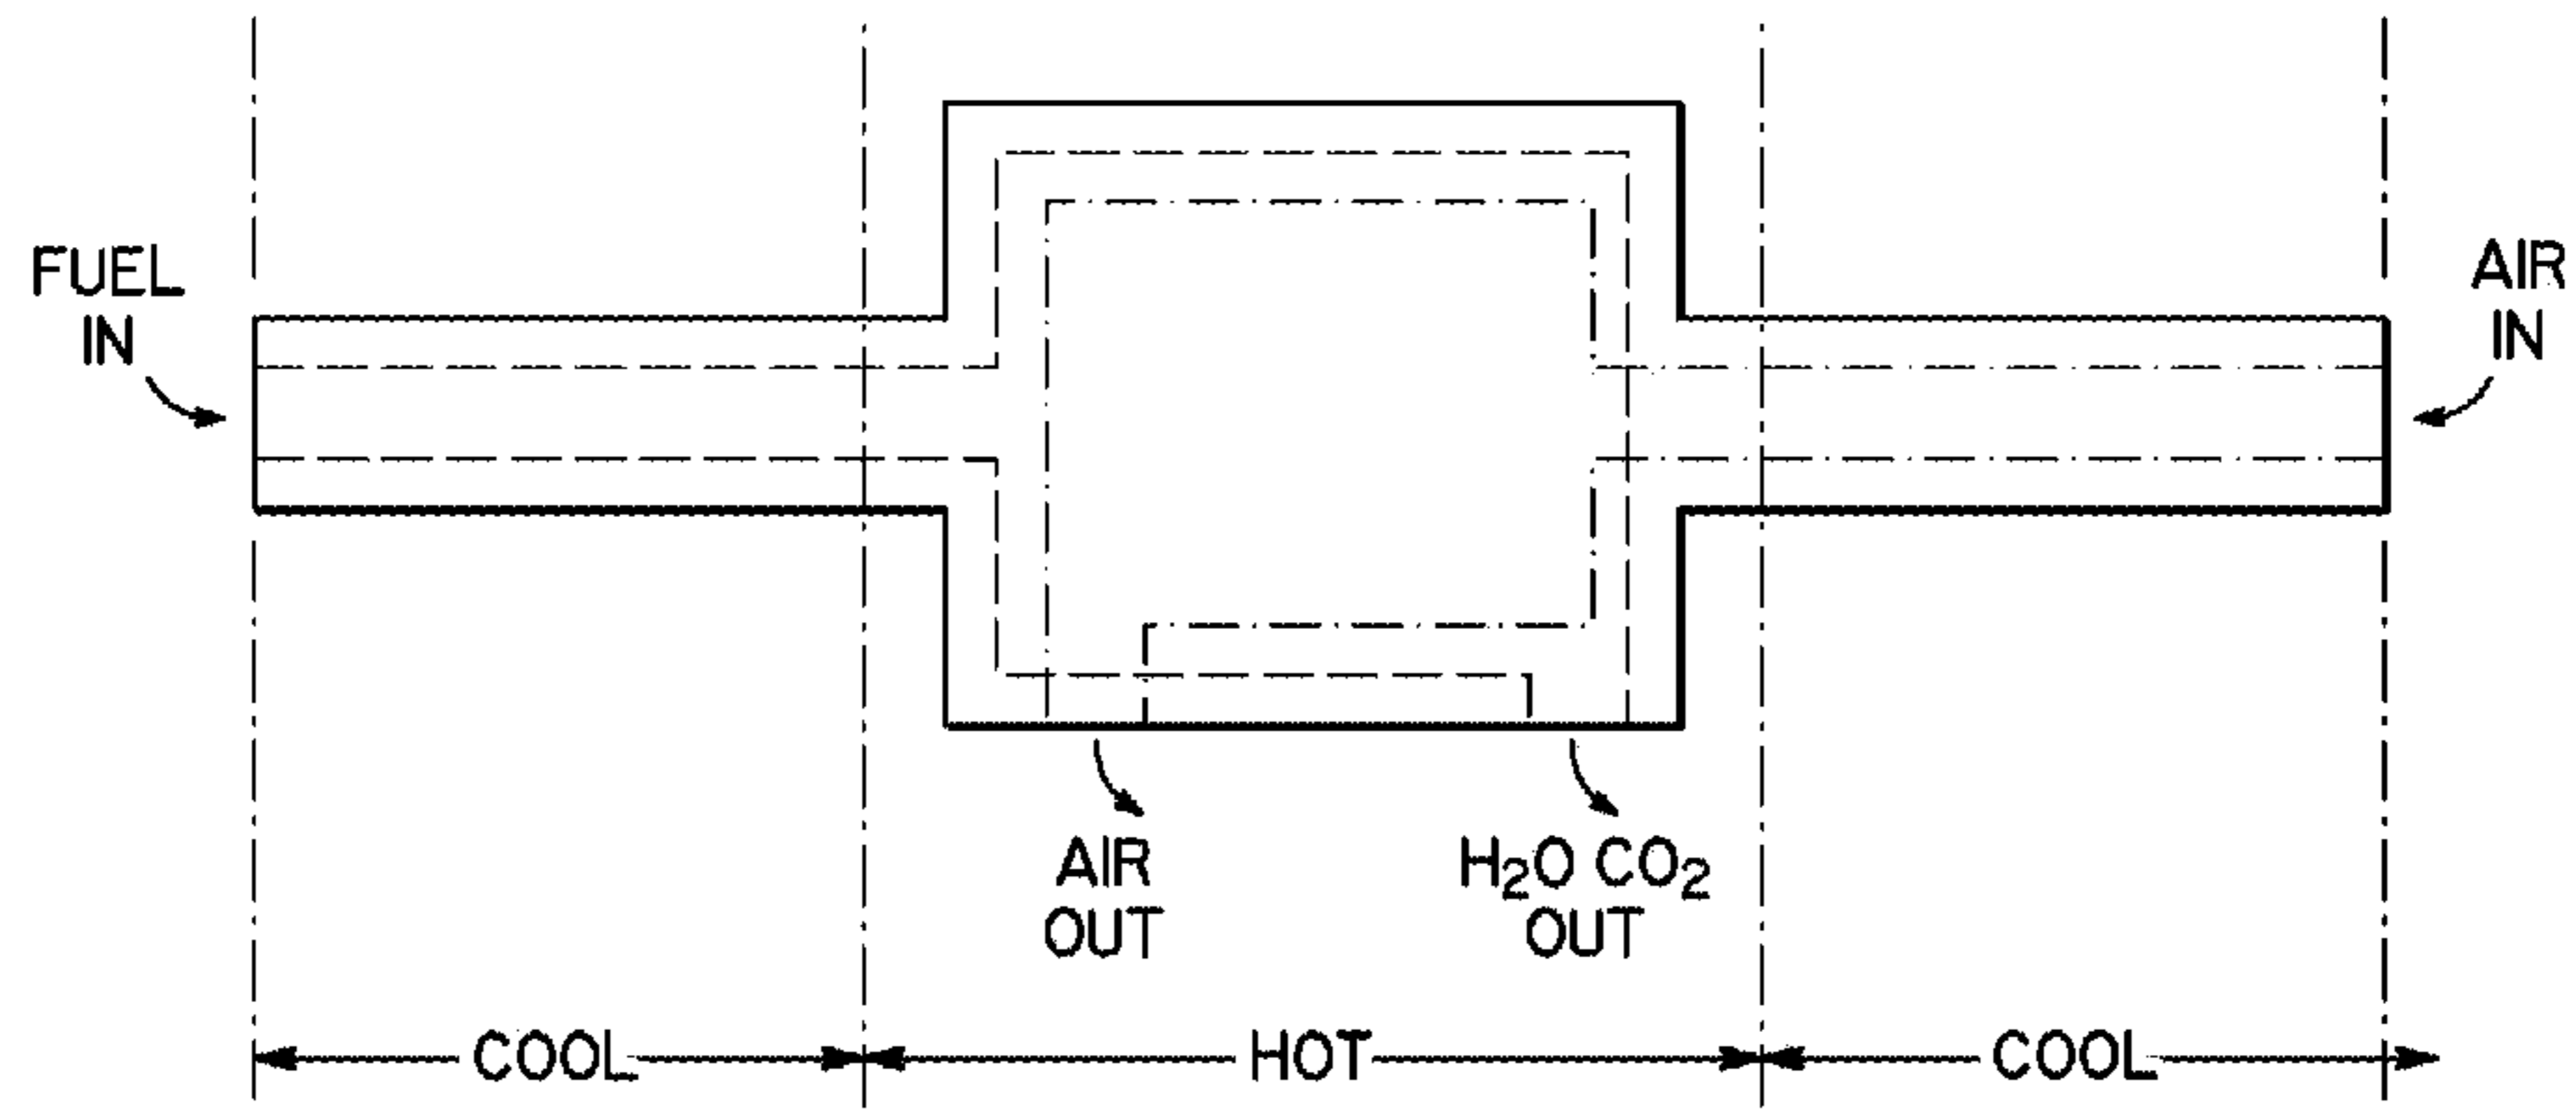 FUEL
IN
AIR
IN
AIR
OUT
H₂O CO₂
OUT
COOL
HOT
COOL